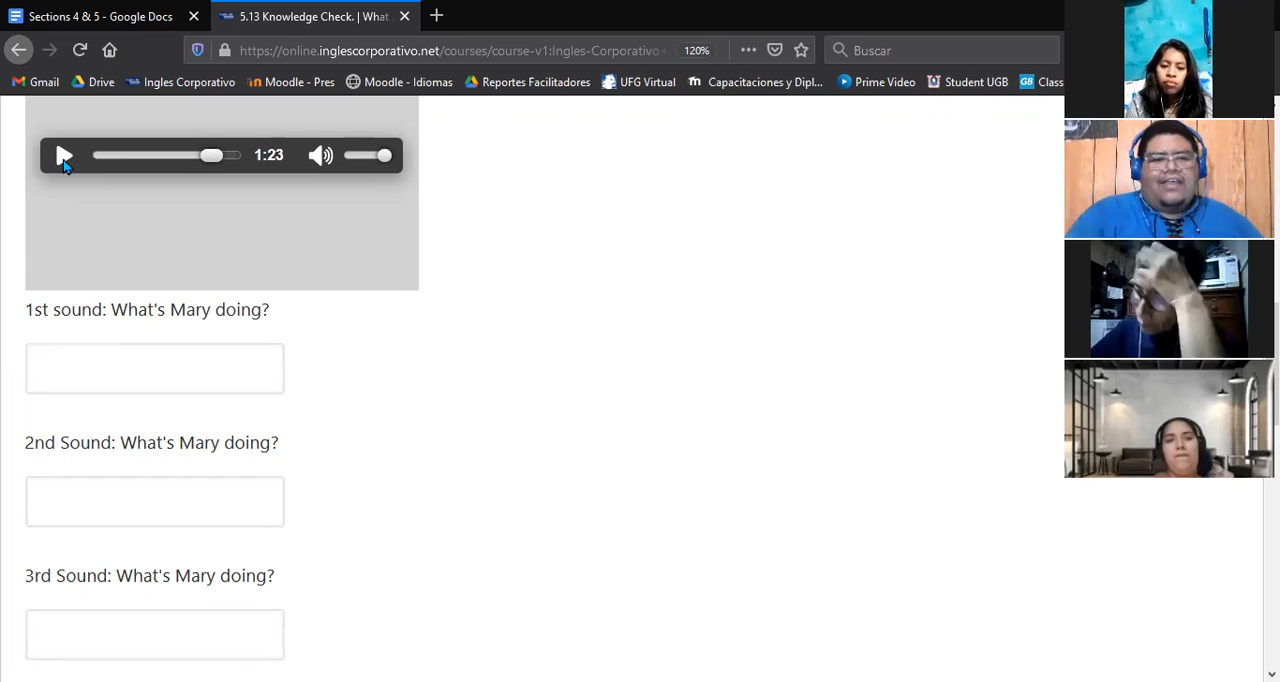 Sections 4 & 5 - Google Docs
5.13 Knowledge Check. | What
https://online.inglescorporativo.net/courses/course-v1:Ingles-Corporativo
120%
Buscar
Gmail
Drive
Ingles Corporativo
Moodle - Pres
Moodle - Idiomas
Reportes Facilitadores
UFG Virtual
Capacitaciones y Dipl...
Prime Video
Student UGB
Class
1:23
1st sound: What's Mary doing?
2nd Sound: What's Mary doing?
3rd Sound: What's Mary doing?